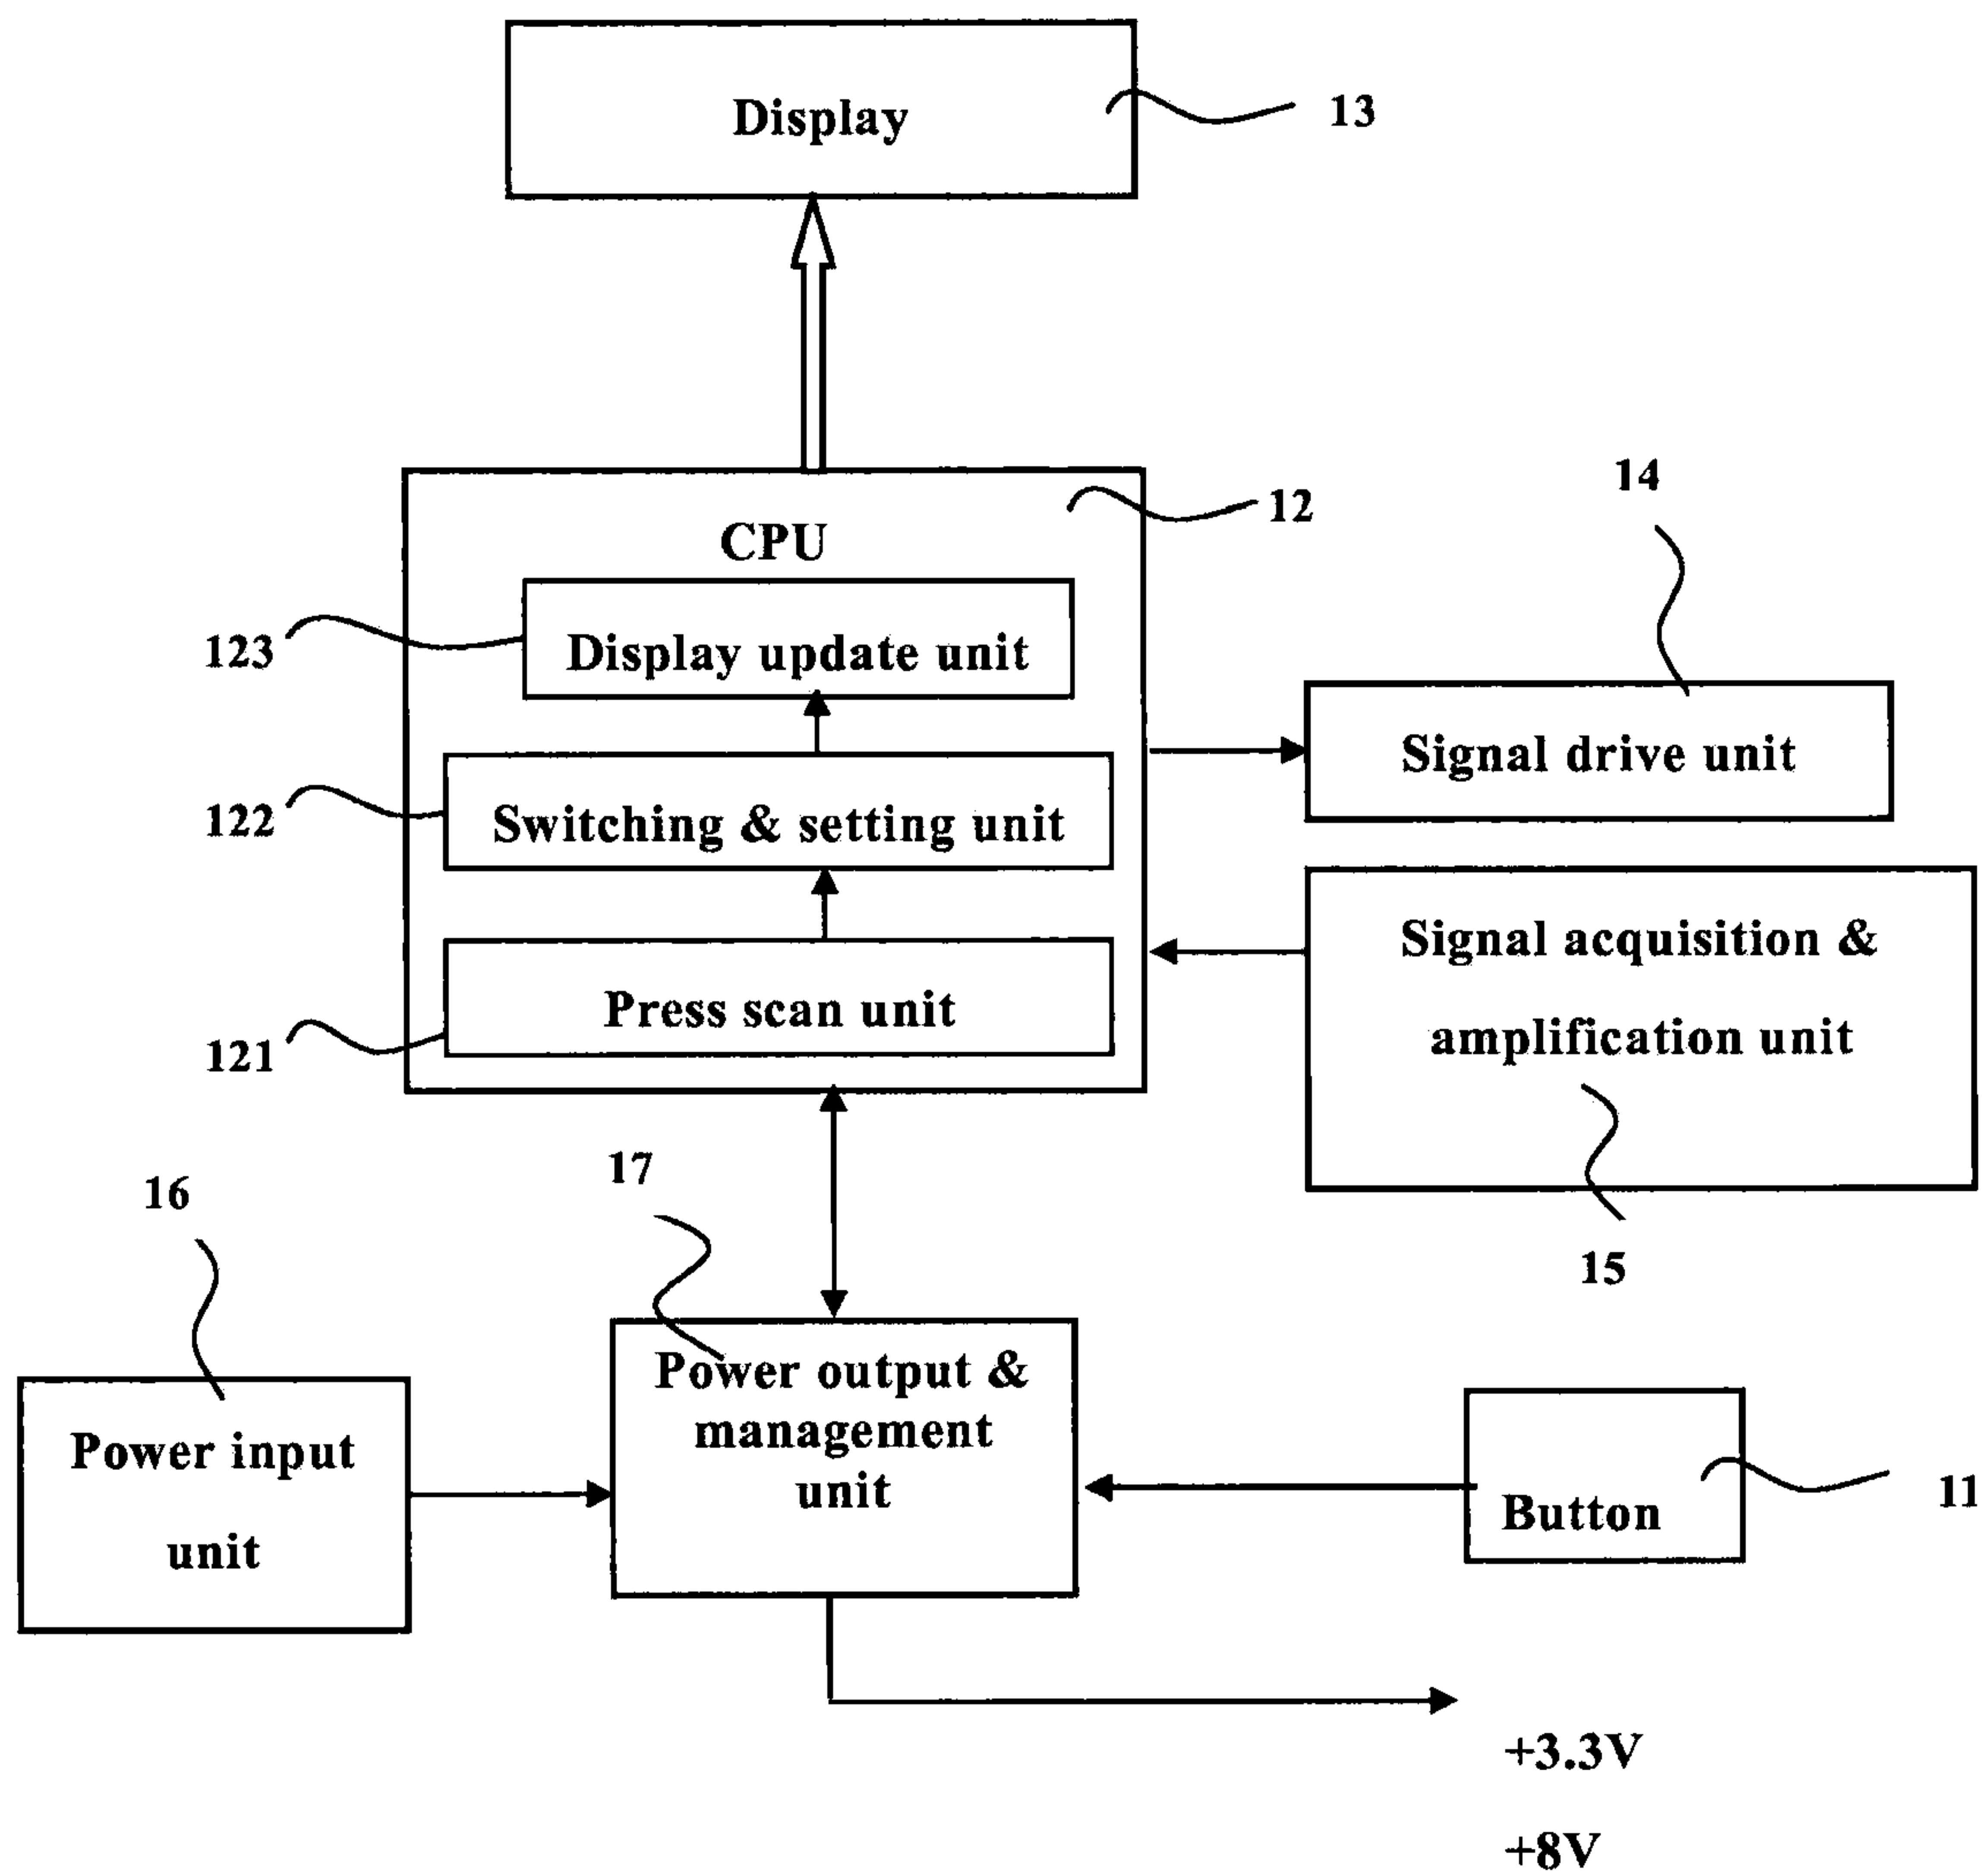 Display
13
12
CPU
14
123
Display update unit
Signal drive unit
122
Switching & setting unit
Signal acquisition &
amplification unit
Press scan unit
121
17
16
15
Power output &
management
unit
Power input
unit
11
Button
+3.3V
+8V